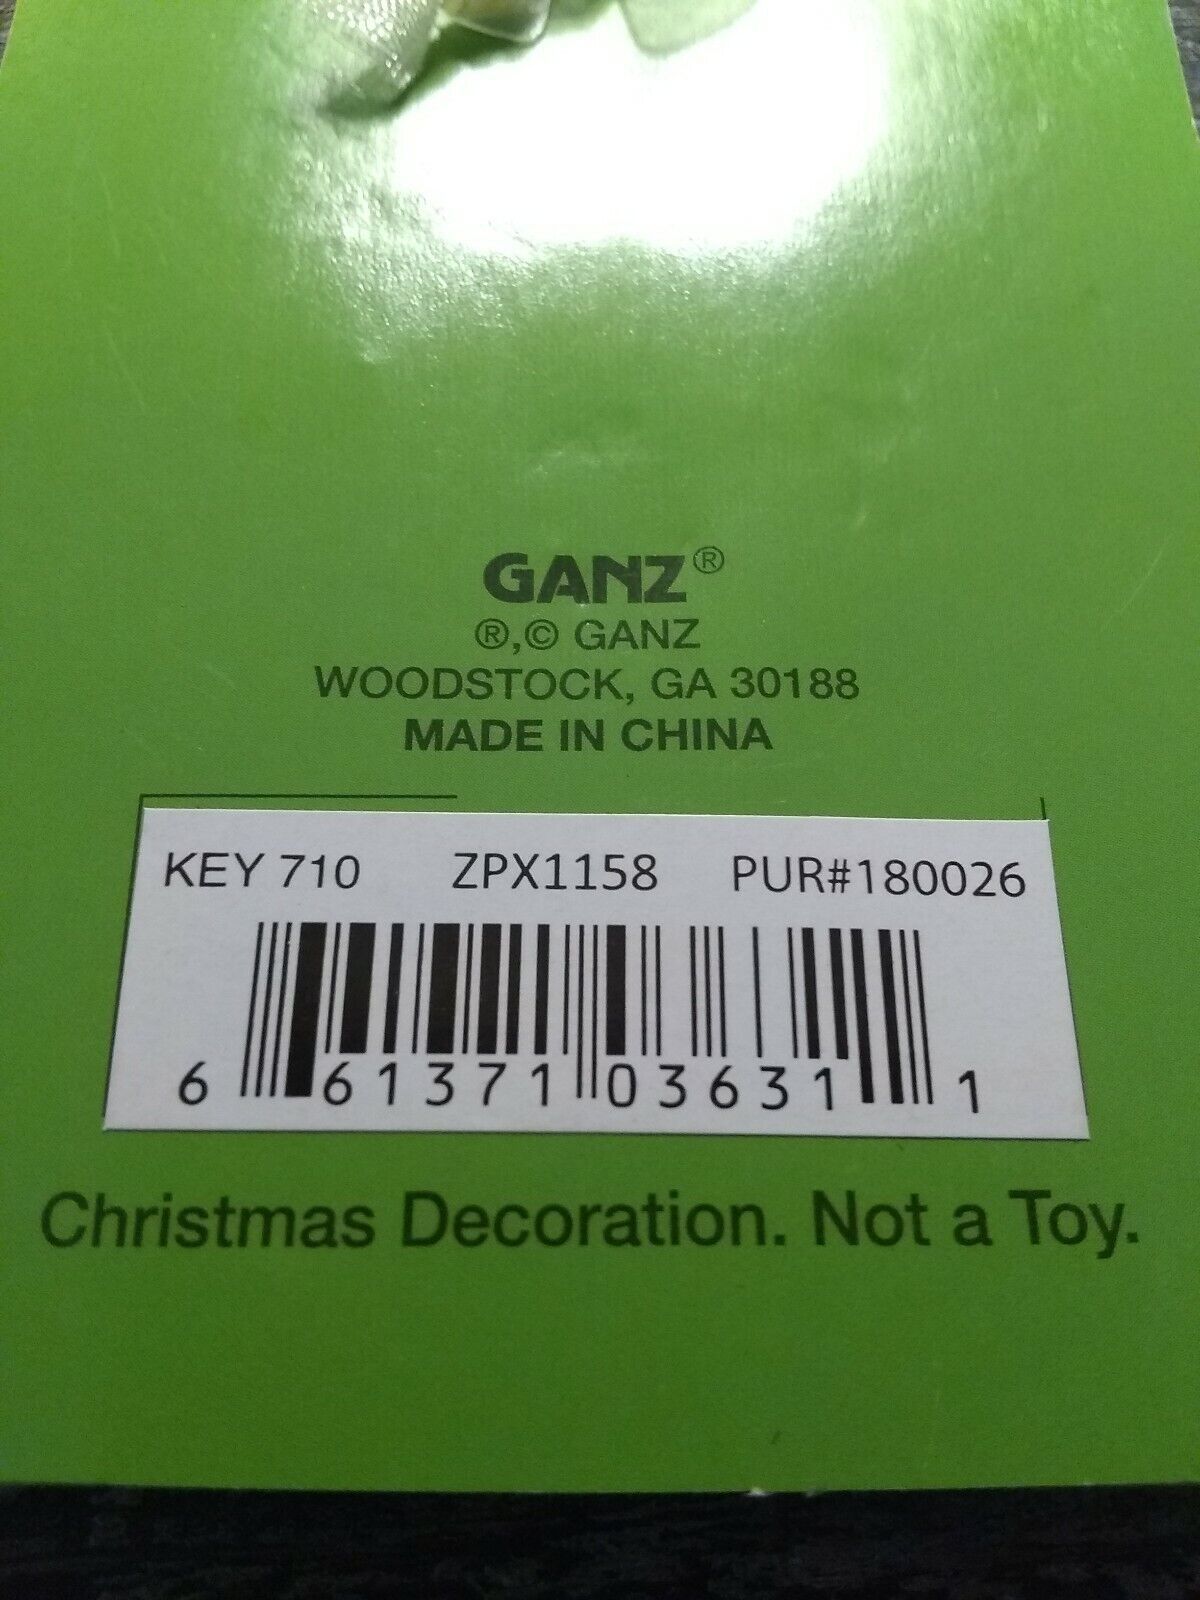 GANZ®
®,© GANZ
WOODSTOCK, GA 30188
MADE IN CHINA
KEY 710 ZPX1158 PUR#180026
6 61371 03631 1
Christmas Decoration. Not a Toy.